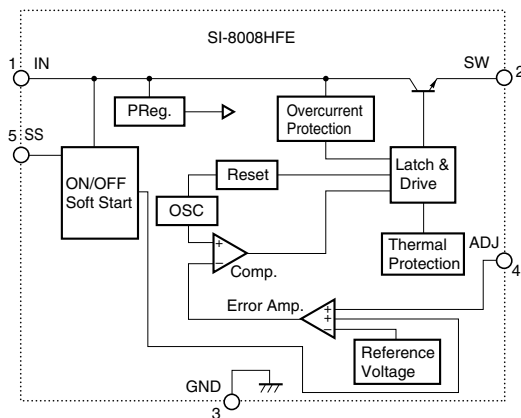 SI-8008HFE
1 IN
SW 2
PReg.
Overcurrent
Protection
5 SS
ON/OFF
Soft Start
Reset
Latch &
Drive
OSC
+
−
Comp.
Thermal
Protection
ADJ
4
Error Amp.
+
+
−
Reference
Voltage
GND
3